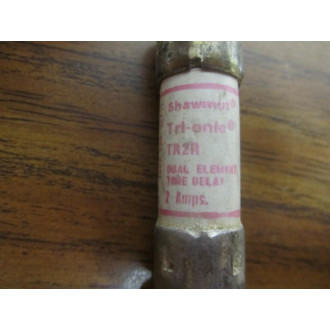 Shawmut®
Tri-onic®
TR2R
DUAL ELEMENT
TIME DELAY
2 Amps.